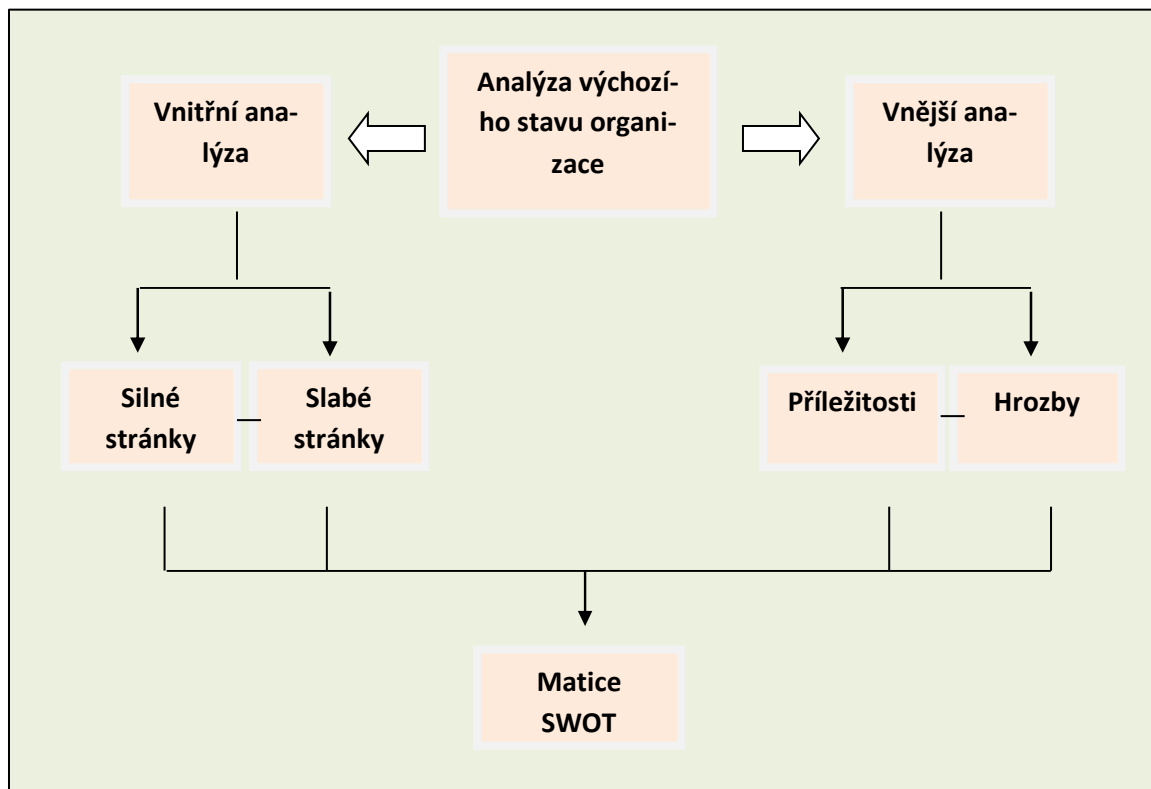 Vnitřní ana-
lýza
Analýza výchozí-
ho stavu organi-
zace
Vnější ana-
lýza
Silné
stránky
Slabé
stránky
Příležitosti
Hrozby
Matice
SWOT